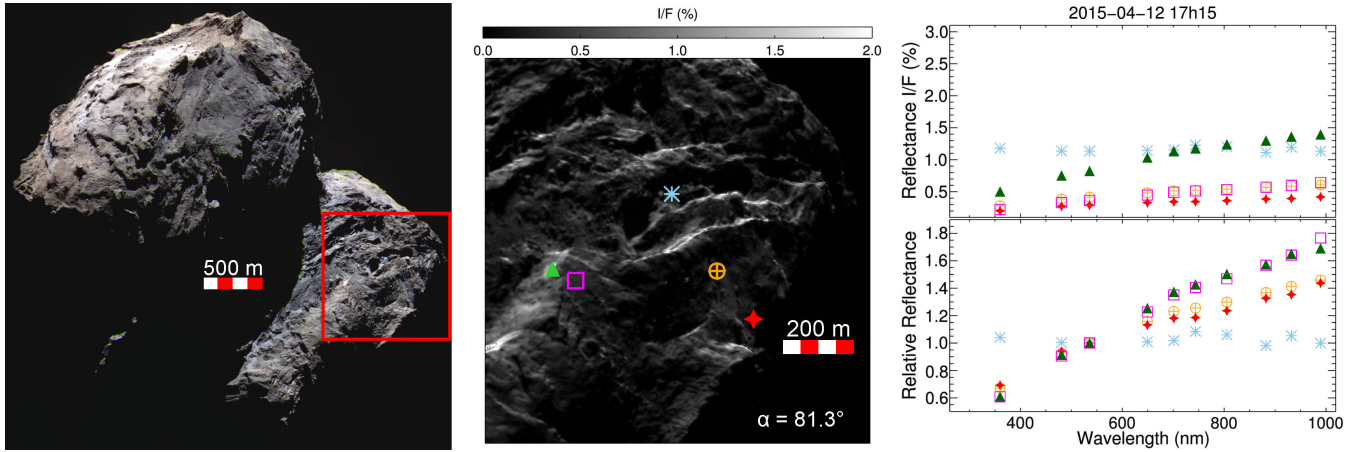 500 m
I/F (%)
0.0 0.5 1.0 1.5 2.0
200 m
α = 81.3°
2015-04-12 17h15
Reflectance I/F (%)
3.0
2.5
2.0
1.5
1.0
0.5
Relative Reflectance
1.8
1.6
1.4
1.2
1.0
0.8
0.6
400 600 800 1000
Wavelength (nm)